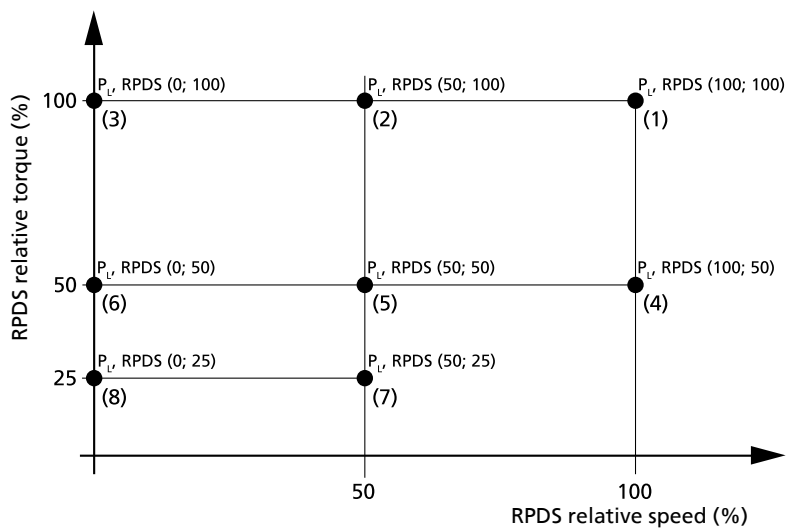 P_L, RPDS (0; 100)
P_L, RPDS (50; 100)
P_L, RPDS (100; 100)
100
(3)
(2)
(1)
RPDS relative torque (%)
P_L, RPDS (0; 50)
P_L, RPDS (50; 50)
P_L, RPDS (100; 50)
50
(6)
(5)
(4)
P_L, RPDS (0; 25)
P_L, RPDS (50; 25)
25
(8)
(7)
50
100
RPDS relative speed (%)